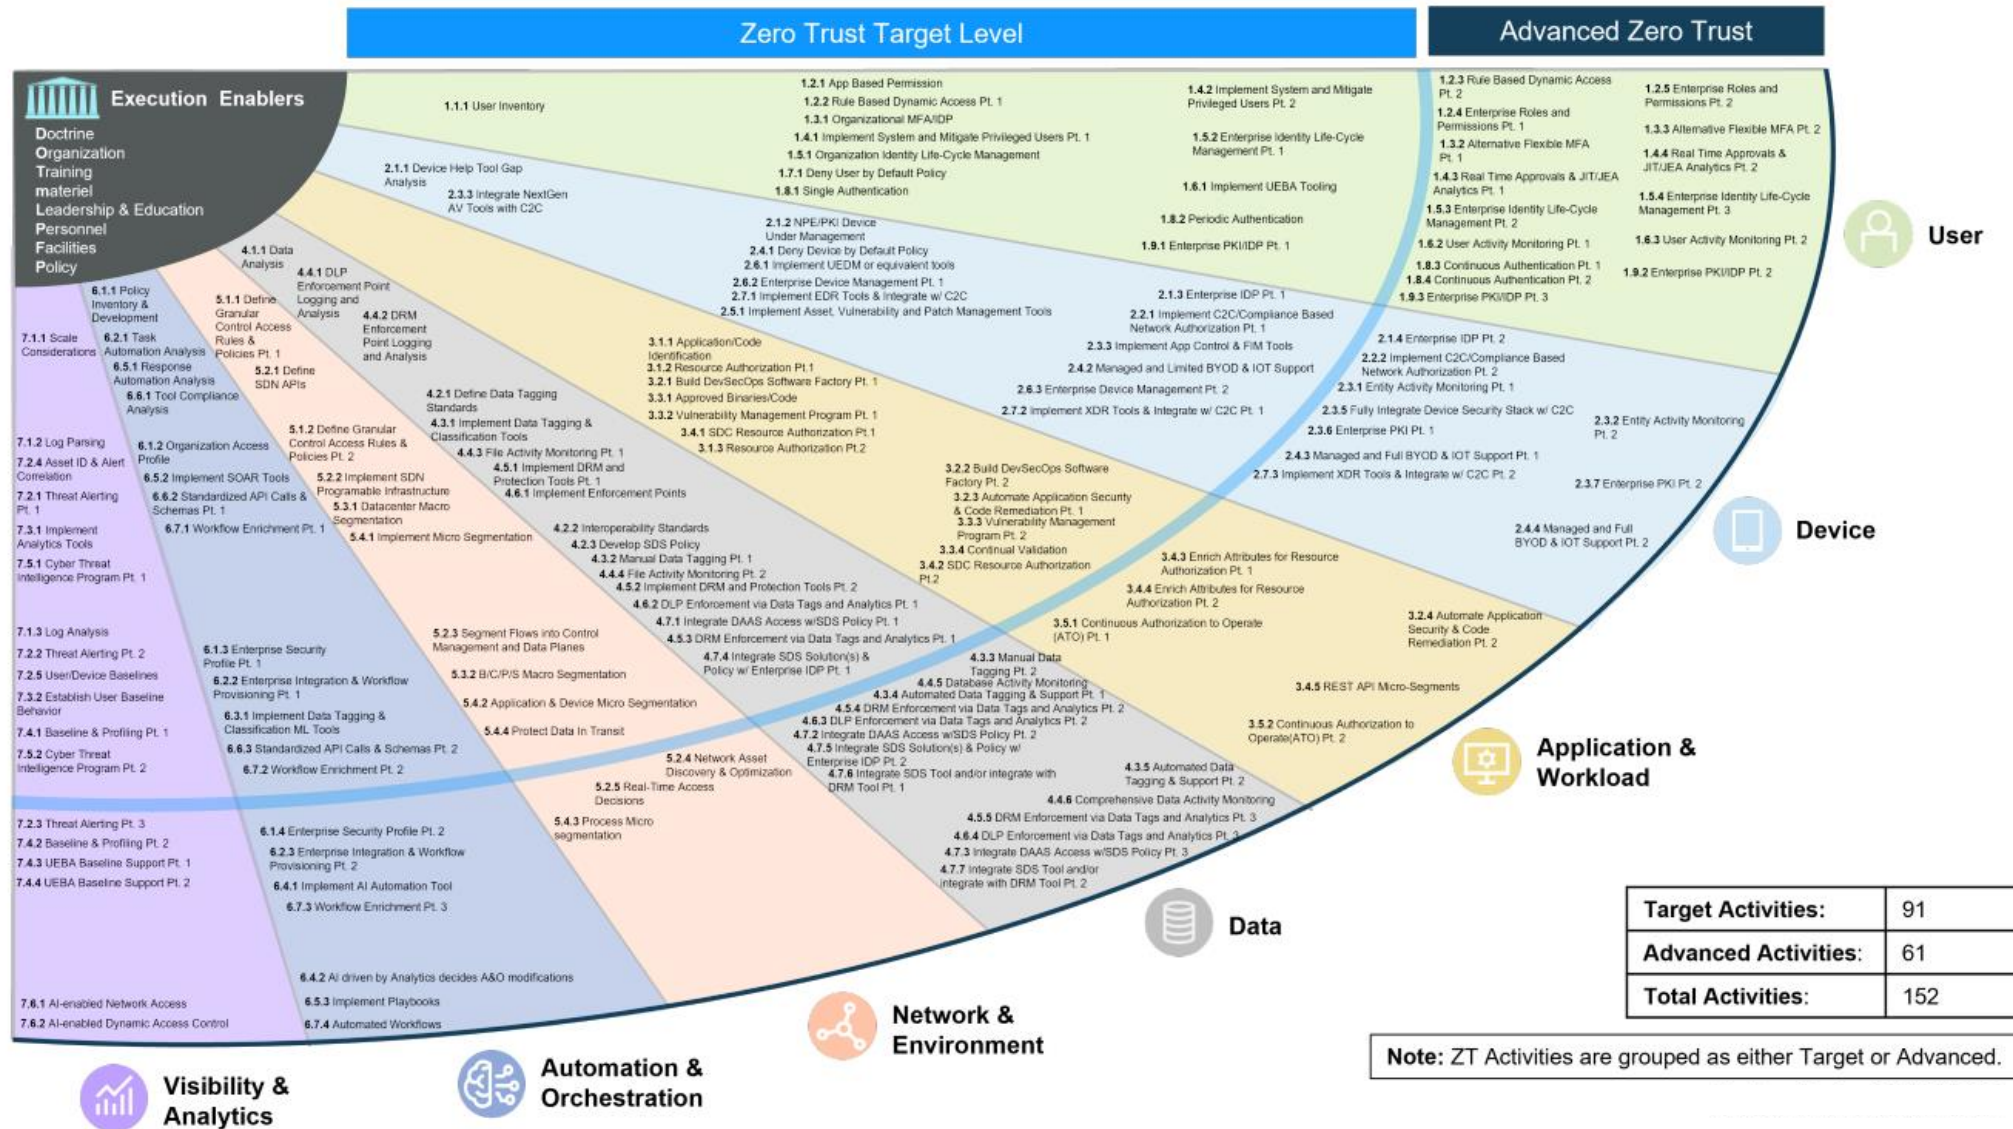 Zero Trust Target Level
Advanced Zero Trust
Execution Enablers
Doctrine
Organization
Training
materiel
Leadership & Education
Personnel
Facilities
Policy
1.1.1 User Inventory
1.2.1 App Based Permission
1.2.2 Rule Based Dynamic Access Pt. 1
1.3.1 Organizational MFA/IDP
1.4.1 Implement System and Mitigate Privileged Users Pt. 1
1.5.1 Organization Identity Life-Cycle Management
1.7.1 Deny User by Default Policy
1.8.1 Single Authentication
1.4.2 Implement System and Mitigate
Privileged Users Pt. 2
1.5.2 Enterprise Identity Life-Cycle
Management Pt. 1
1.6.1 Implement UEBA Tooling
1.8.2 Periodic Authentication
1.9.1 Enterprise PKI/IDP Pt. 1
1.2.3 Rule Based Dynamic Access
Pt. 2
1.2.4 Enterprise Roles and
Permissions Pt. 1
1.3.2 Alternative Flexible MFA
Pt. 1
1.4.3 Real Time Approvals & JIT/JEA
Analytics Pt. 1
1.5.3 Enterprise Identity Life-Cycle
Management Pt. 2
1.6.2 User Activity Monitoring Pt. 1
1.8.3 Continuous Authentication Pt. 1
1.8.4 Continuous Authentication Pt. 2
1.9.3 Enterprise PKI/IDP Pt. 3
1.2.5 Enterprise Roles and
Permissions Pt. 2
1.3.3 Alternative Flexible MFA Pt. 2
1.4.4 Real Time Approvals &
JIT/JEA Analytics Pt. 2
1.5.4 Enterprise Identity Life-Cycle
Management Pt. 3
1.6.3 User Activity Monitoring Pt. 2
1.9.2 Enterprise PKI/IDP Pt. 2
User
2.1.1 Device Help Tool Gap
Analysis
2.3.3 Integrate NextGen
AV Tools with C2C
2.1.2 NPE/PKI Device
Under Management
2.4.1 Deny Device by Default Policy
2.6.1 Implement UEDM or equivalent tools
2.6.2 Enterprise Device Management Pt. 1
2.7.1 Implement EDR Tools & Integrate w/ C2C
2.5.1 Implement Asset, Vulnerability and Patch Management Tools
2.1.3 Enterprise IDP Pt. 1
2.2.1 Implement C2C/Compliance Based
Network Authorization Pt. 1
2.3.3 Implement App Control & FIM Tools
2.4.2 Managed and Limited BYOD & IOT Support
2.6.3 Enterprise Device Management Pt. 2
2.7.2 Implement XDR Tools & Integrate w/ C2C Pt. 1
2.1.4 Enterprise IDP Pt. 2
2.2.2 Implement C2C/Compliance Based
Network Authorization Pt. 2
2.3.1 Entity Activity Monitoring Pt. 1
2.3.5 Fully Integrate Device Security Stack w/ C2C
2.3.6 Enterprise PKI Pt. 1
2.4.3 Managed and Full BYOD & IOT Support Pt. 1
2.7.3 Implement XDR Tools & Integrate w/ C2C Pt. 2
2.3.2 Entity Activity Monitoring
Pt. 2
2.3.7 Enterprise PKI Pt. 2
2.4.4 Managed and Full
BYOD & IOT Support Pt. 2
Device
3.1.1 Application/Code
Identification
3.1.2 Resource Authorization Pt.1
3.2.1 Build DevSecOps Software Factory Pt. 1
3.3.1 Approved Binaries/Code
3.3.2 Vulnerability Management Program Pt. 1
3.4.1 SDC Resource Authorization Pt.1
3.1.3 Resource Authorization Pt.2
3.2.2 Build DevSecOps Software
Factory Pt. 2
3.2.3 Automate Application Security
& Code Remediation Pt. 1
3.3.3 Vulnerability Management
Program Pt. 2
3.3.4 Continual Validation
3.4.2 SDC Resource Authorization
Pt.2
3.4.3 Enrich Attributes for Resource
Authorization Pt. 1
3.4.4 Enrich Attributes for Resource
Authorization Pt. 2
3.5.1 Continuous Authorization to Operate
(ATO) Pt. 1
3.2.4 Automate Application
Security & Code
Remediation Pt. 2
3.4.5 REST API Micro-Segments
3.5.2 Continuous Authorization to
Operate(ATO) Pt. 2
Application &
Workload
4.1.1 Data
Analysis
4.4.1 DLP
Enforcement Point
Logging and
Analysis
4.4.2 DRM
Enforcement
Point Logging
and Analysis
4.2.1 Define Data Tagging
Standards
4.3.1 Implement Data Tagging &
Classification Tools
4.4.3 File Activity Monitoring Pt. 1
4.5.1 Implement DRM and
Protection Tools Pt. 1
4.6.1 Implement Enforcement Points
4.2.2 Interoperability Standards
4.2.3 Develop SDS Policy
4.3.2 Manual Data Tagging Pt. 1
4.4.4 File Activity Monitoring Pt. 2
4.5.2 Implement DRM and Protection Tools Pt. 2
4.6.2 DLP Enforcement via Data Tags and Analytics Pt. 1
4.7.1 Integrate DAAS Access w/SDS Policy Pt. 1
4.5.3 DRM Enforcement via Data Tags and Analytics Pt. 1
4.7.4 Integrate SDS Solution(s) &
Policy w/ Enterprise IDP Pt. 1
4.3.3 Manual Data
Tagging Pt. 2
4.4.5 Database Activity Monitoring
4.3.4 Automated Data Tagging & Support Pt. 1
4.5.4 DRM Enforcement via Data Tags and Analytics Pt. 2
4.6.3 DLP Enforcement via Data Tags and Analytics Pt. 2
4.7.2 Integrate DAAS Access w/SDS Policy Pt. 2
4.7.5 Integrate SDS Solution(s) & Policy w/
Enterprise IDP Pt. 2
4.7.6 Integrate SDS Tool and/or integrate with
DRM Tool Pt. 1
4.3.5 Automated Data
Tagging & Support Pt. 2
4.4.6 Comprehensive Data Activity Monitoring
4.5.5 DRM Enforcement via Data Tags and Analytics Pt. 3
4.6.4 DLP Enforcement via Data Tags and Analytics Pt. 3
4.7.3 Integrate DAAS Access w/SDS Policy Pt. 3
4.7.7 Integrate SDS Tool and/or
integrate with DRM Tool Pt. 2
Data
5.1.1 Define
Granular
Control Access
Rules &
Policies Pt. 1
5.2.1 Define
SDN APIs
5.1.2 Define Granular
Control Access Rules &
Policies Pt. 2
5.2.2 Implement SDN
Programable Infrastructure
5.3.1 Datacenter Macro
Segmentation
5.4.1 Implement Micro Segmentation
5.2.3 Segment Flows into Control
Management and Data Planes
5.3.2 B/C/P/S Macro Segmentation
5.4.2 Application & Device Micro Segmentation
5.4.4 Protect Data In Transit
5.2.4 Network Asset
Discovery & Optimization
5.2.5 Real-Time Access
Decisions
5.4.3 Process Micro
segmentation
Network &
Environment
6.1.1 Policy
Inventory &
Development
6.2.1 Task
Automation Analysis
6.5.1 Response
Automation Analysis
6.6.1 Tool Compliance
Analysis
6.1.2 Organization Access
Profile
6.5.2 Implement SOAR Tools
6.6.2 Standardized API Calls &
Schemas Pt. 1
6.7.1 Workflow Enrichment Pt. 1
6.1.3 Enterprise Security
Profile Pt. 1
6.2.2 Enterprise Integration & Workflow
Provisioning Pt. 1
6.3.1 Implement Data Tagging &
Classification ML Tools
6.6.3 Standardized API Calls & Schemas Pt. 2
6.7.2 Workflow Enrichment Pt. 2
6.1.4 Enterprise Security Profile Pt. 2
6.2.3 Enterprise Integration & Workflow
Provisioning Pt. 2
6.4.1 Implement AI Automation Tool
6.7.3 Workflow Enrichment Pt. 3
6.4.2 AI driven by Analytics decides A&O modifications
6.5.3 Implement Playbooks
6.7.4 Automated Workflows
Automation &
Orchestration
7.1.1 Scale
Considerations
7.1.2 Log Parsing
7.2.4 Asset ID & Alert
Correlation
7.2.1 Threat Alerting
Pt. 1
7.3.1 Implement
Analytics Tools
7.5.1 Cyber Threat
Intelligence Program Pt. 1
7.1.3 Log Analysis
7.2.2 Threat Alerting Pt. 2
7.2.5 User/Device Baselines
7.3.2 Establish User Baseline
Behavior
7.4.1 Baseline & Profiling Pt. 1
7.5.2 Cyber Threat
Intelligence Program Pt. 2
7.2.3 Threat Alerting Pt. 3
7.4.2 Baseline & Profiling Pt. 2
7.4.3 UEBA Baseline Support Pt. 1
7.4.4 UEBA Baseline Support Pt. 2
7.6.1 AI-enabled Network Access
7.6.2 AI-enabled Dynamic Access Control
Visibility &
Analytics
Target Activities: 91
Advanced Activities: 61
Total Activities: 152
Note: ZT Activities are grouped as either Target or Advanced.